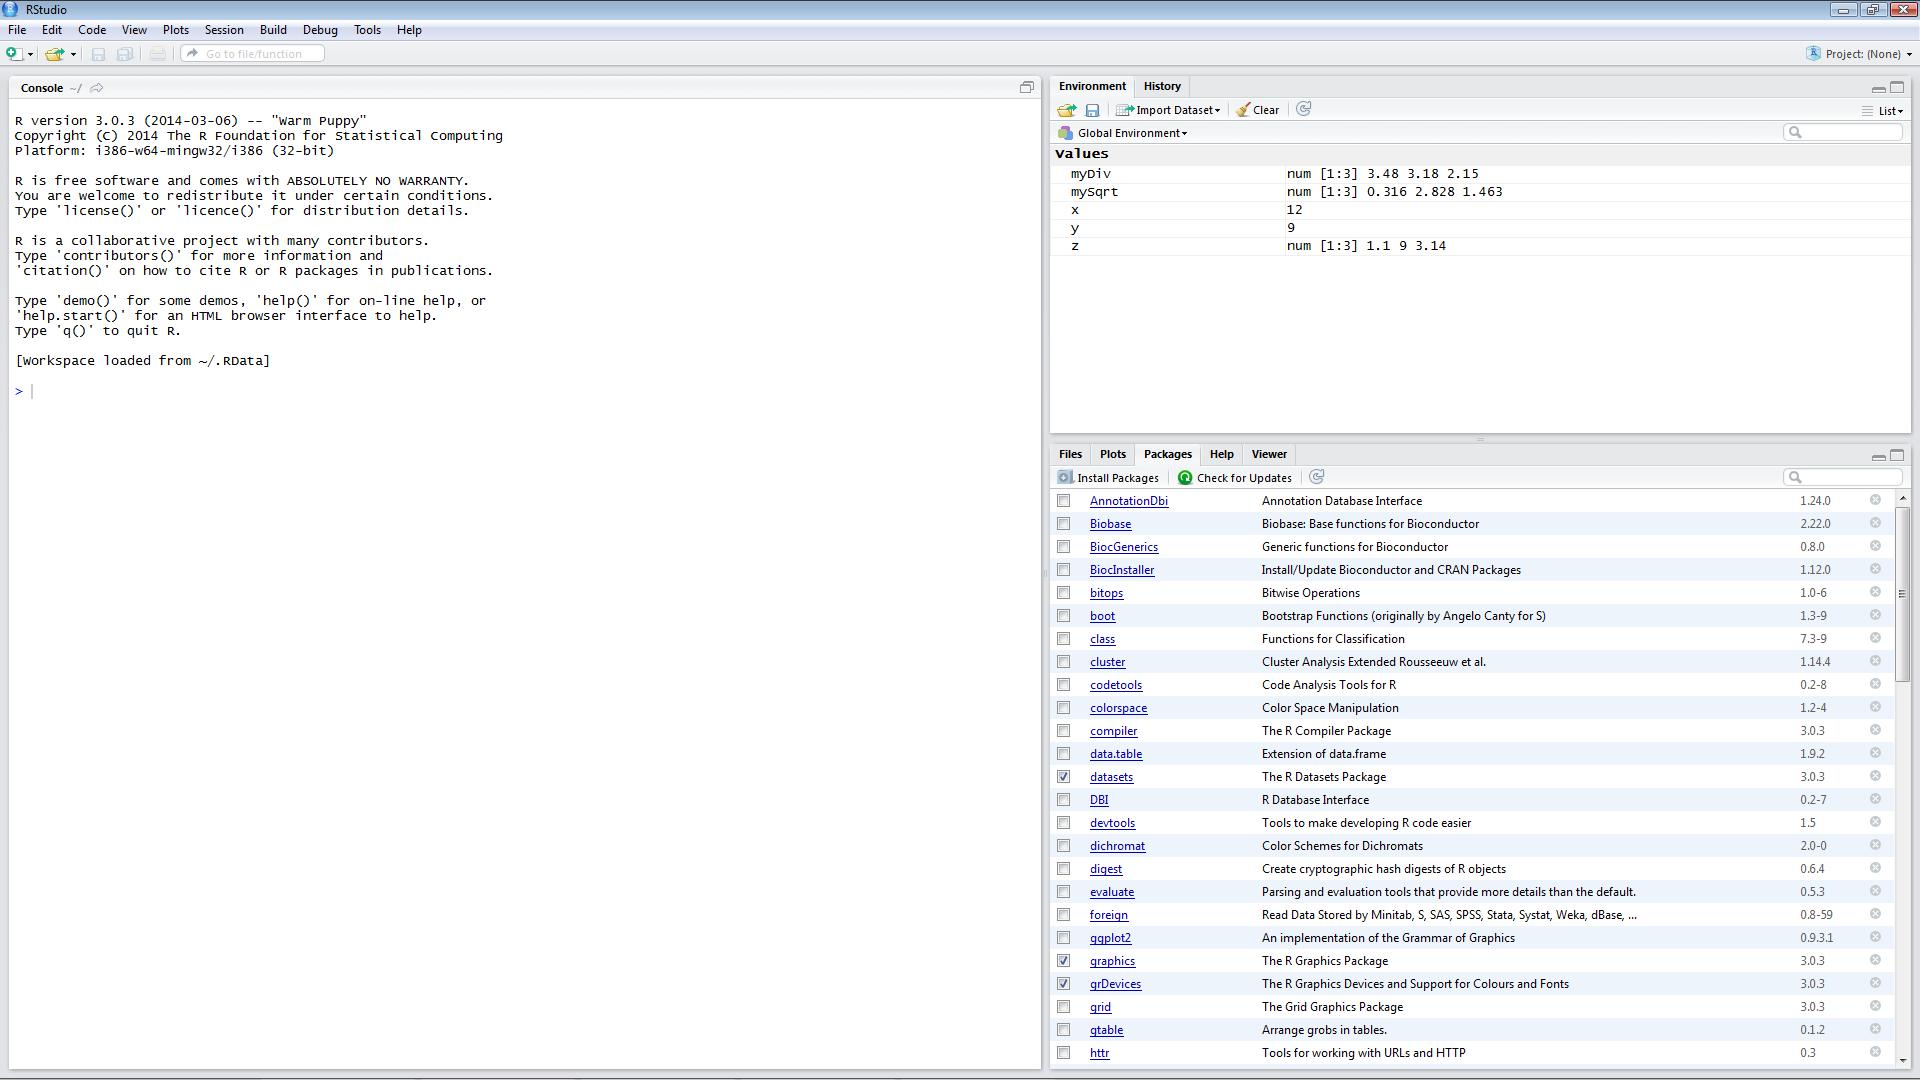 RStudio
File Edit Code View Plots Session Build Debug Tools Help
Go to file/function Project: (None)
Console ~/
R version 3.0.3 (2014-03-06) -- "Warm Puppy"
Copyright (C) 2014 The R Foundation for Statistical Computing
Platform: i386-w64-mingw32/i386 (32-bit)
R is free software and comes with ABSOLUTELY NO WARRANTY.
You are welcome to redistribute it under certain conditions.
Type 'license()' or 'licence()' for distribution details.
R is a collaborative project with many contributors.
Type 'contributors()' for more information and
'citation()' on how to cite R or R packages in publications.
Type 'demo()' for some demos, 'help()' for on-line help, or
'help.start()' for an HTML browser interface to help.
Type 'q()' to quit R.
[Workspace loaded from ~/.RData]
>
Environment History
Import Dataset Clear List
Global Environment
Values
myDiv num [1:3] 3.48 3.18 2.15
mySqrt num [1:3] 0.316 2.828 1.463
x 12
y 9
z num [1:3] 1.1 9 3.14
Files Plots Packages Help Viewer
Install Packages Check for Updates
AnnotationDbi Annotation Database Interface 1.24.0
Biobase Biobase: Base functions for Bioconductor 2.22.0
BiocGenerics Generic functions for Bioconductor 0.8.0
BiocInstaller Install/Update Bioconductor and CRAN Packages 1.12.0
bitops Bitwise Operations 1.0-6
boot Bootstrap Functions (originally by Angelo Canty for S) 1.3-9
class Functions for Classification 7.3-9
cluster Cluster Analysis Extended Rousseeuw et al. 1.14.4
codetools Code Analysis Tools for R 0.2-8
colorspace Color Space Manipulation 1.2-4
compiler The R Compiler Package 3.0.3
data.table Extension of data.frame 1.9.2
datasets The R Datasets Package 3.0.3
DBI R Database Interface 0.2-7
devtools Tools to make developing R code easier 1.5
dichromat Color Schemes for Dichromats 2.0-0
digest Create cryptographic hash digests of R objects 0.6.4
evaluate Parsing and evaluation tools that provide more details than the default. 0.5.3
foreign Read Data Stored by Minitab, S, SAS, SPSS, Stata, Systat, Weka, dBase, ... 0.8-59
ggplot2 An implementation of the Grammar of Graphics 0.9.3.1
graphics The R Graphics Package 3.0.3
grDevices The R Graphics Devices and Support for Colours and Fonts 3.0.3
grid The Grid Graphics Package 3.0.3
gtable Arrange grobs in tables. 0.1.2
httr Tools for working with URLs and HTTP 0.3